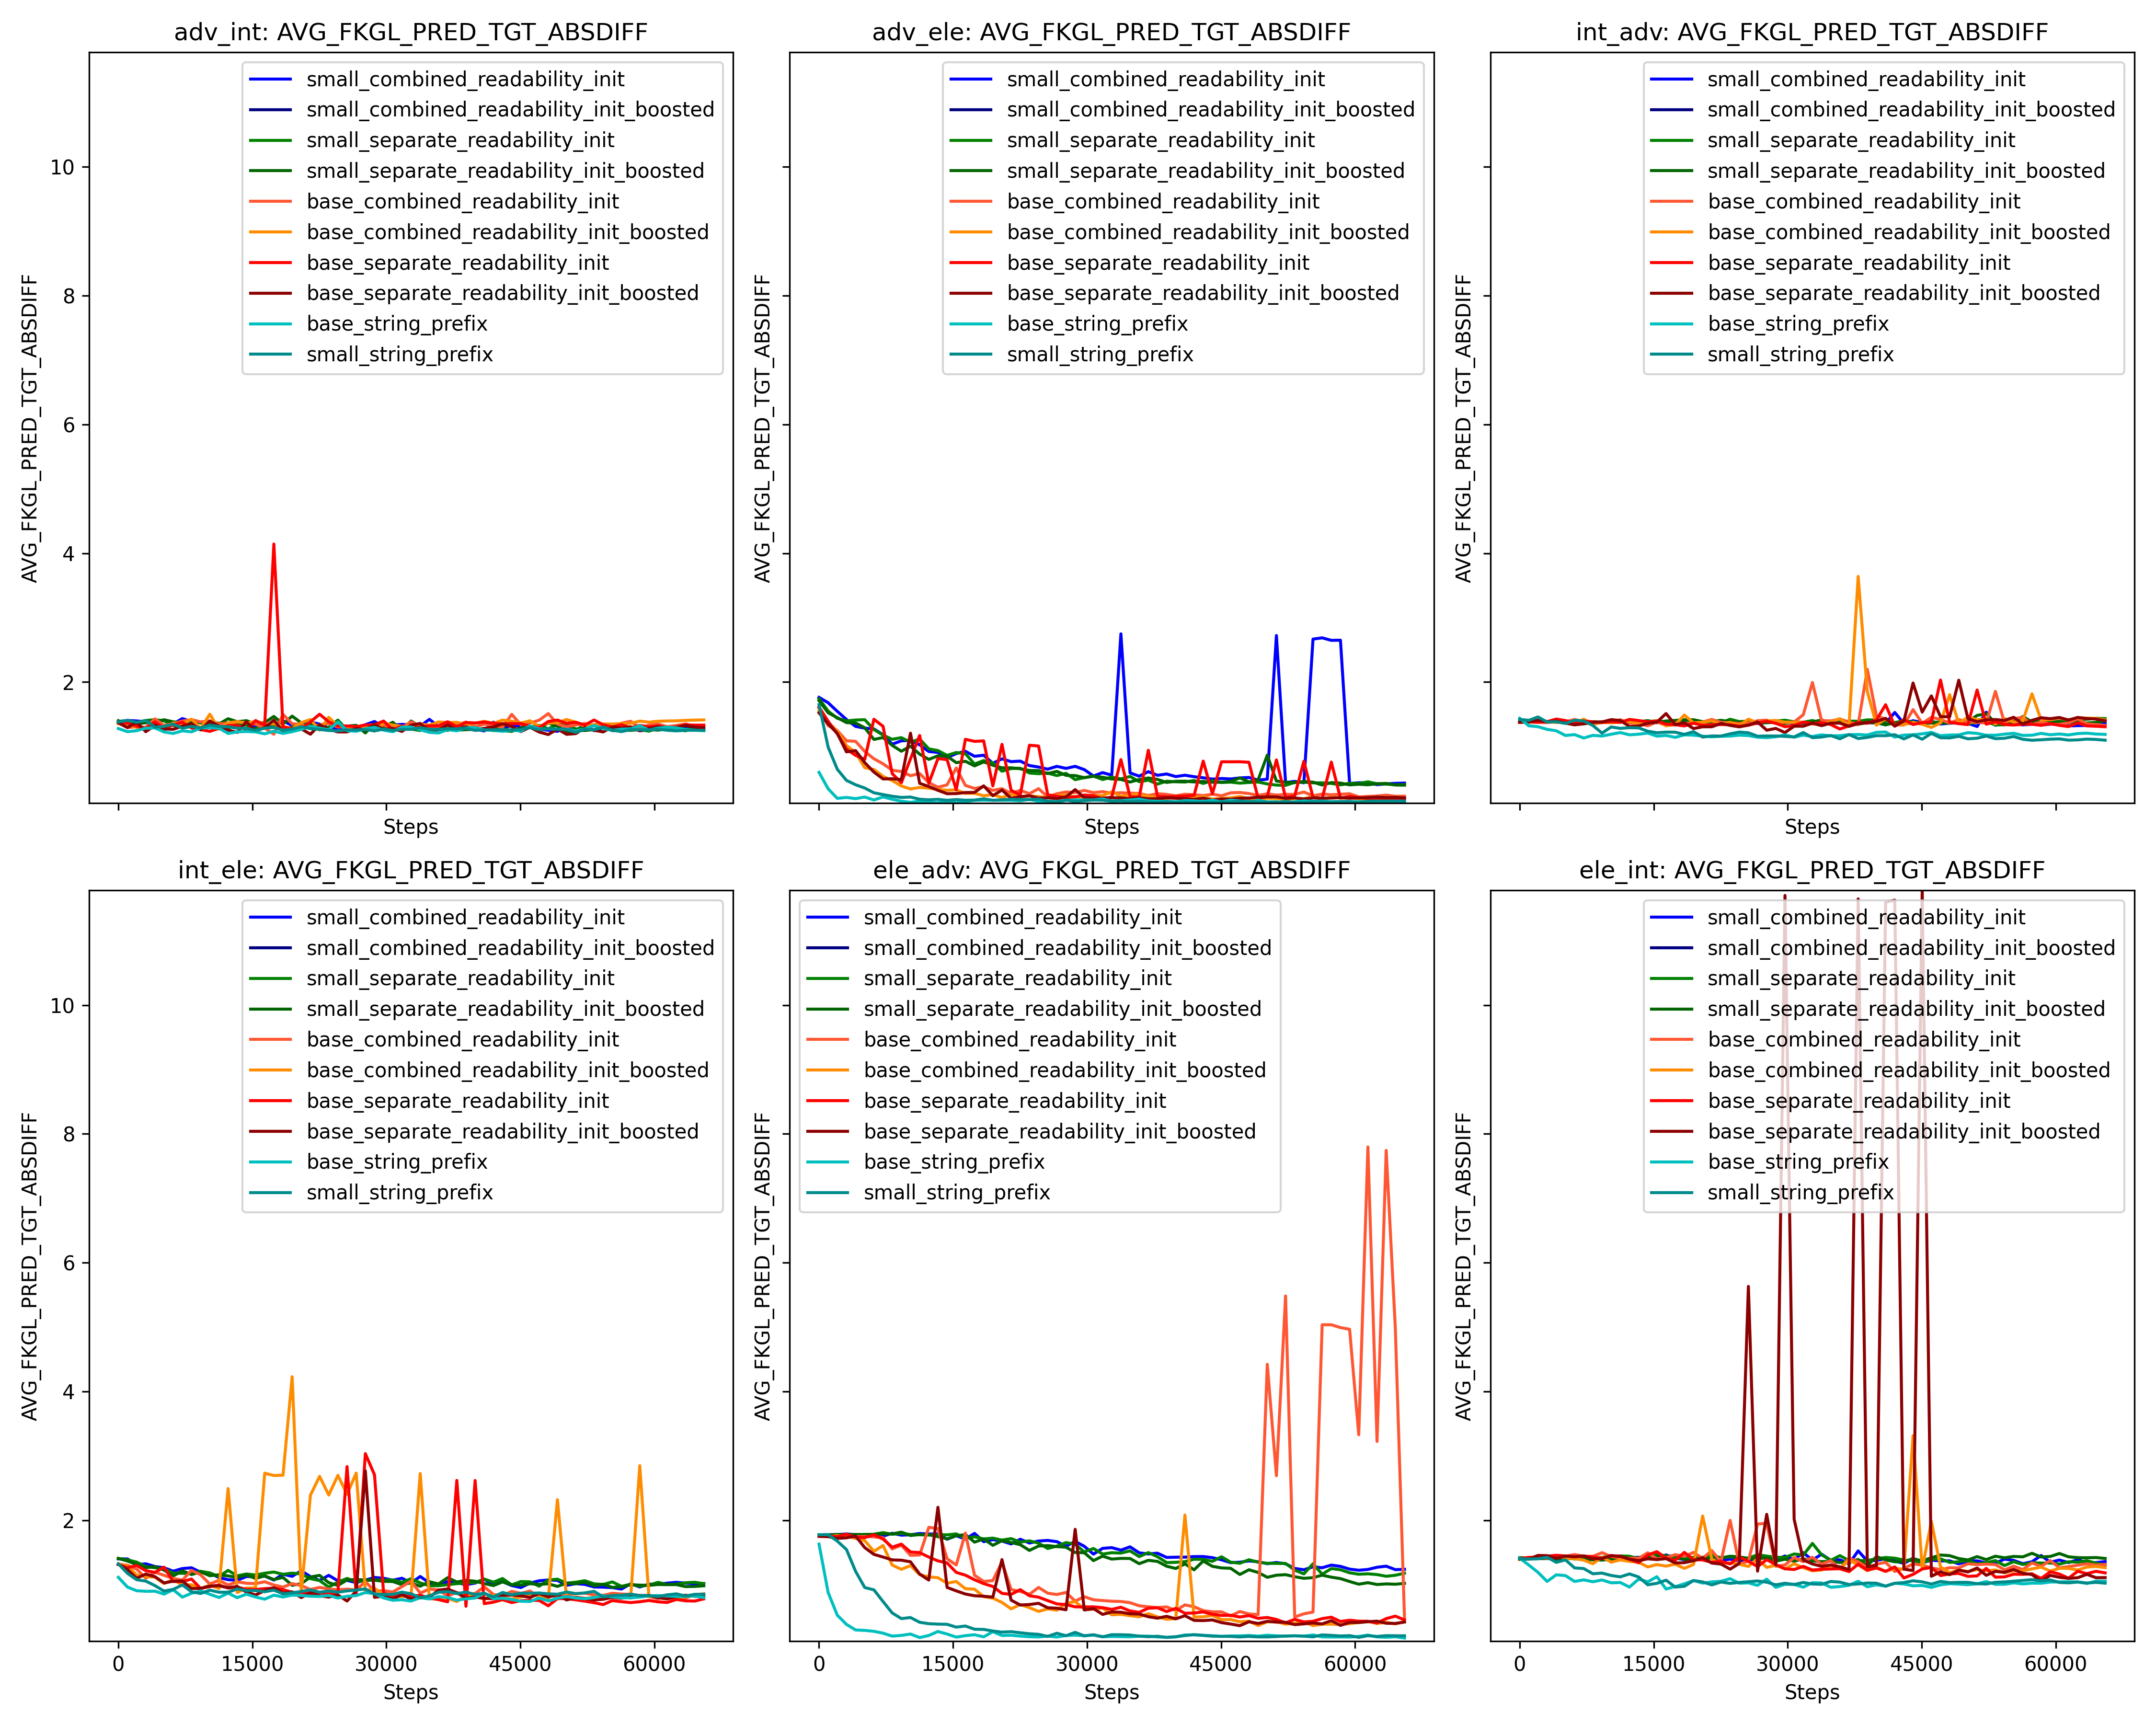 adv_int: AVG_FKGL_PRED_TGT_ABSDIFF
AVG_FKGL_PRED_TGT_ABSDIFF
10
8
6
4
2
small_combined_readability_init
small_combined_readability_init_boosted
small_separate_readability_init
small_separate_readability_init_boosted
base_combined_readability_init
base_combined_readability_init_boosted
base_separate_readability_init
base_separate_readability_init_boosted
base_string_prefix
small_string_prefix
Steps
adv_ele: AVG_FKGL_PRED_TGT_ABSDIFF
AVG_FKGL_PRED_TGT_ABSDIFF
small_combined_readability_init
small_combined_readability_init_boosted
small_separate_readability_init
small_separate_readability_init_boosted
base_combined_readability_init
base_combined_readability_init_boosted
base_separate_readability_init
base_separate_readability_init_boosted
base_string_prefix
small_string_prefix
Steps
int_adv: AVG_FKGL_PRED_TGT_ABSDIFF
AVG_FKGL_PRED_TGT_ABSDIFF
small_combined_readability_init
small_combined_readability_init_boosted
small_separate_readability_init
small_separate_readability_init_boosted
base_combined_readability_init
base_combined_readability_init_boosted
base_separate_readability_init
base_separate_readability_init_boosted
base_string_prefix
small_string_prefix
Steps
int_ele: AVG_FKGL_PRED_TGT_ABSDIFF
AVG_FKGL_PRED_TGT_ABSDIFF
10
8
6
4
2
small_combined_readability_init
small_combined_readability_init_boosted
small_separate_readability_init
small_separate_readability_init_boosted
base_combined_readability_init
base_combined_readability_init_boosted
base_separate_readability_init
base_separate_readability_init_boosted
base_string_prefix
small_string_prefix
0 15000 30000 45000 60000
Steps
ele_adv: AVG_FKGL_PRED_TGT_ABSDIFF
AVG_FKGL_PRED_TGT_ABSDIFF
small_combined_readability_init
small_combined_readability_init_boosted
small_separate_readability_init
small_separate_readability_init_boosted
base_combined_readability_init
base_combined_readability_init_boosted
base_separate_readability_init
base_separate_readability_init_boosted
base_string_prefix
small_string_prefix
0 15000 30000 45000 60000
Steps
ele_int: AVG_FKGL_PRED_TGT_ABSDIFF
AVG_FKGL_PRED_TGT_ABSDIFF
small_combined_readability_init
small_combined_readability_init_boosted
small_separate_readability_init
small_separate_readability_init_boosted
base_combined_readability_init
base_combined_readability_init_boosted
base_separate_readability_init
base_separate_readability_init_boosted
base_string_prefix
small_string_prefix
0 15000 30000 45000 60000
Steps